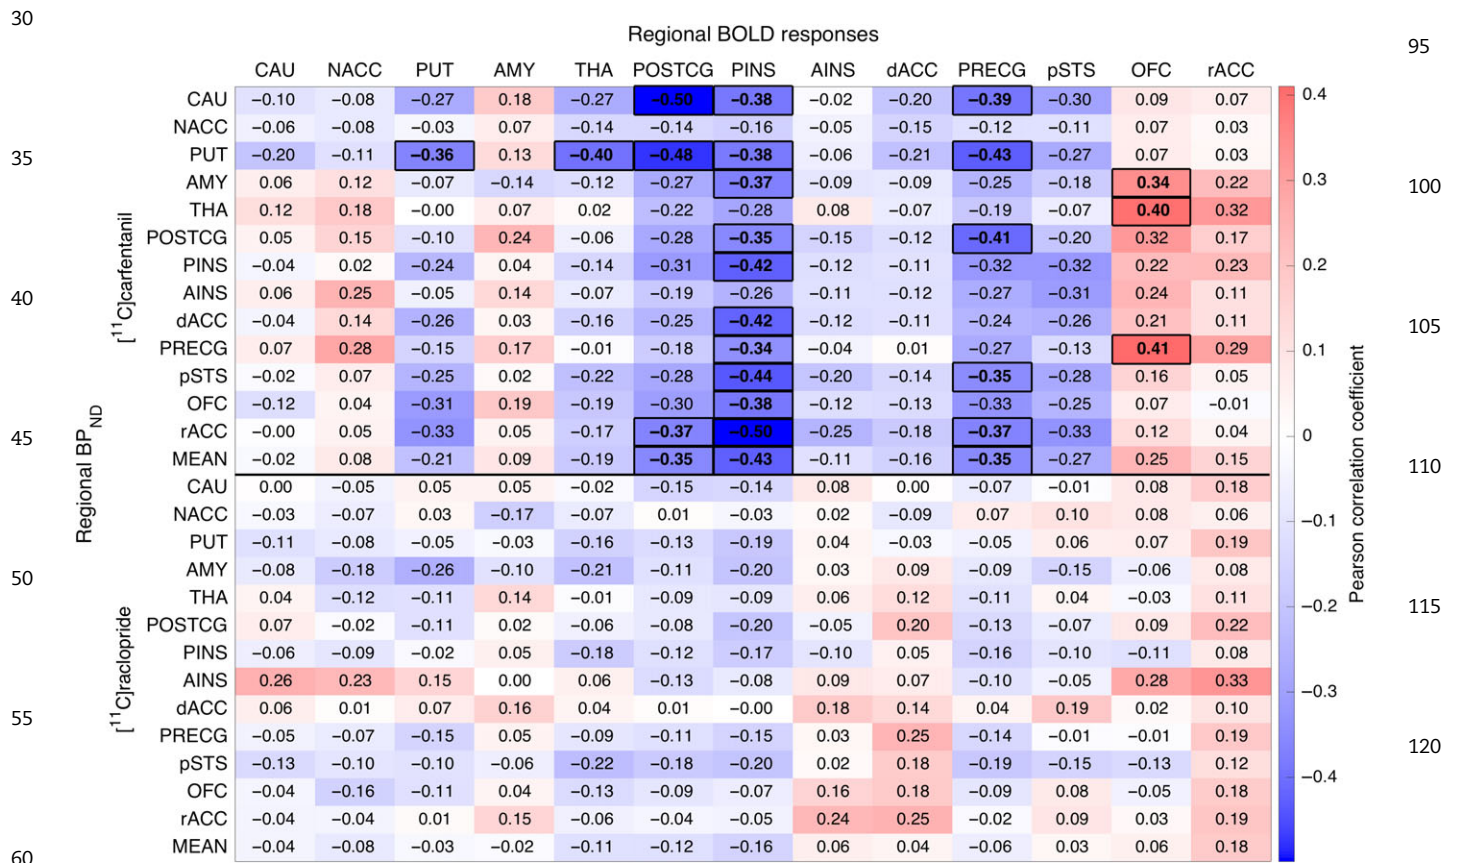 30
Regional BOLD responses
95
CAU NACC PUT AMY THA POSTCG PINS AINS dACC PRECG pSTS OFC rACC
CAU −0.10 −0.08 −0.27 0.18 −0.27 −0.50 −0.38 −0.02 −0.20 −0.39 −0.30 0.09 0.07 0.4
NACC −0.06 −0.08 −0.03 0.07 −0.14 −0.14 −0.16 −0.05 −0.15 −0.12 −0.11 0.07 0.03
35 PUT −0.20 −0.11 −0.36 0.13 −0.40 −0.48 −0.38 −0.06 −0.21 −0.43 −0.27 0.07 0.03
AMY 0.06 0.12 −0.07 −0.14 −0.12 −0.27 −0.37 −0.09 −0.09 −0.25 −0.18 0.34 0.22 0.3 100
THA 0.12 0.18 −0.00 0.07 0.02 −0.22 −0.28 0.08 −0.07 −0.19 −0.07 0.40 0.32
POSTCG 0.05 0.15 −0.10 0.24 −0.06 −0.28 −0.35 −0.15 −0.12 −0.41 −0.20 0.32 0.17
PINS −0.04 0.02 −0.24 0.04 −0.14 −0.31 −0.42 −0.12 −0.11 −0.32 −0.32 0.22 0.23 0.2
40 AINS 0.06 0.25 −0.05 0.14 −0.07 −0.19 −0.26 −0.11 −0.12 −0.27 −0.31 0.24 0.11
dACC −0.04 0.14 −0.26 0.03 −0.16 −0.25 −0.42 −0.12 −0.11 −0.24 −0.26 0.21 0.11 105
PRECG 0.07 0.28 −0.15 0.17 −0.01 −0.18 −0.34 −0.04 0.01 −0.27 −0.13 0.41 0.29 0.1
pSTS −0.02 0.07 −0.25 0.02 −0.22 −0.28 −0.44 −0.20 −0.14 −0.35 −0.28 0.16 0.05
OFC −0.12 0.04 −0.31 0.19 −0.19 −0.30 −0.38 −0.12 −0.13 −0.33 −0.25 0.07 −0.01
45 rACC −0.00 0.05 −0.33 0.05 −0.17 −0.37 −0.50 −0.25 −0.18 −0.37 −0.33 0.12 0.04 0
MEAN −0.02 0.08 −0.21 0.09 −0.19 −0.35 −0.43 −0.11 −0.16 −0.35 −0.27 0.25 0.15 110
[11C]carfentanil
Regional BPND
CAU 0.00 −0.05 0.05 0.05 −0.02 −0.15 −0.14 0.08 0.00 −0.07 −0.01 0.08 0.18
NACC −0.03 −0.07 0.03 −0.17 −0.07 0.01 −0.03 0.02 −0.09 0.07 0.10 0.08 0.06 −0.1
PUT −0.11 −0.08 −0.05 −0.03 −0.16 −0.13 −0.19 0.04 −0.03 −0.05 0.06 0.07 0.19
50 AMY −0.08 −0.18 −0.26 −0.10 −0.21 −0.11 −0.20 0.03 0.09 −0.09 −0.15 −0.06 0.08
THA 0.04 −0.12 −0.11 0.14 −0.01 −0.09 −0.09 0.06 0.12 −0.11 0.04 −0.03 0.11 −0.2 115
POSTCG 0.07 −0.02 −0.11 0.02 −0.06 −0.08 −0.20 −0.05 0.20 −0.13 −0.07 0.09 0.22
PINS −0.06 −0.09 −0.02 0.05 −0.18 −0.12 −0.17 −0.10 0.05 −0.16 −0.10 −0.11 0.08
AINS 0.26 0.23 0.15 0.00 0.06 −0.13 −0.08 0.09 0.07 −0.10 −0.05 0.28 0.33 −0.3
55 dACC 0.06 0.01 0.07 0.16 0.04 0.01 −0.00 0.18 0.14 0.04 0.19 0.02 0.10
PRECG −0.05 −0.07 −0.15 0.05 −0.09 −0.11 −0.15 0.03 0.25 −0.14 −0.01 −0.01 0.19 120
pSTS −0.13 −0.10 −0.10 −0.06 −0.22 −0.18 −0.20 0.02 0.18 −0.19 −0.15 −0.13 0.12 −0.4
OFC −0.04 −0.16 −0.11 0.04 −0.13 −0.09 −0.07 0.16 0.18 −0.09 0.08 −0.05 0.18
rACC −0.04 −0.04 0.01 0.15 −0.06 −0.04 −0.05 0.24 0.25 −0.02 0.09 0.03 0.19
60 MEAN −0.04 −0.08 −0.03 −0.02 −0.11 −0.12 −0.16 0.06 0.04 −0.06 0.03 0.06 0.18
[11C]raclopride
Pearson correlation coefficient